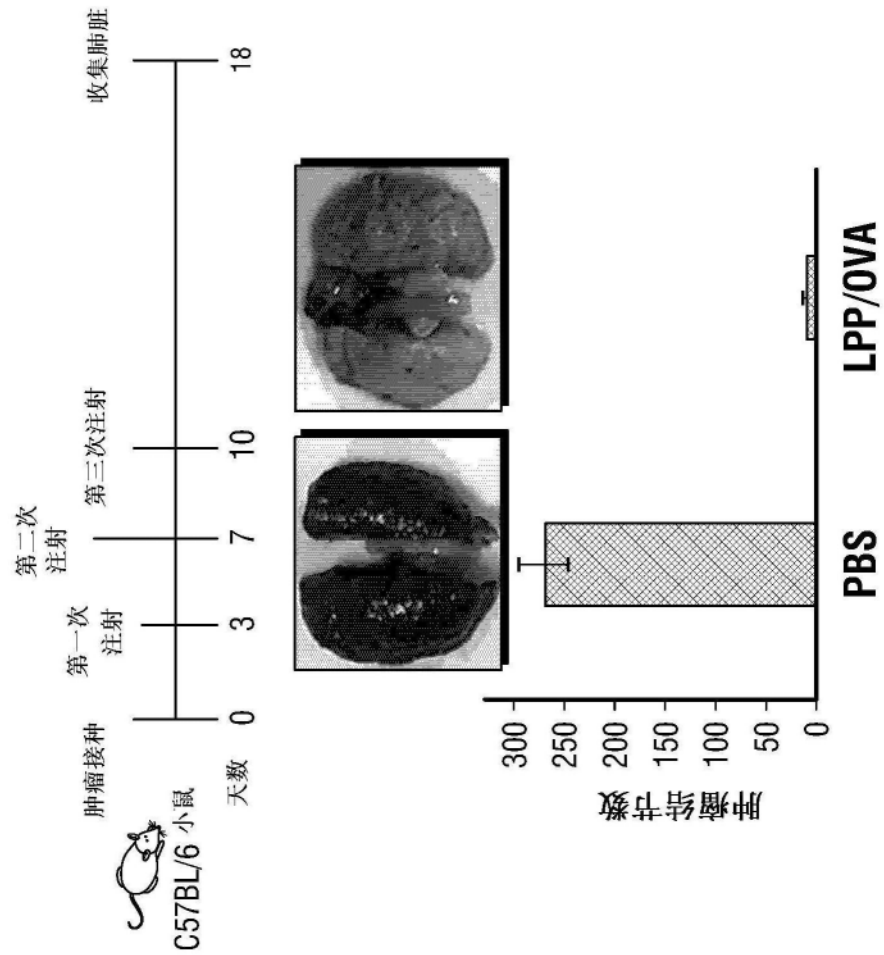 肿瘤接种
第一次
注射
第二次
注射
第三次注射
收集肺脏
C57BL/6 小鼠
天数
0
3
7
10
18
肿瘤结节数
300
250
200
150
100
50
0
PBS
LPP/OVA